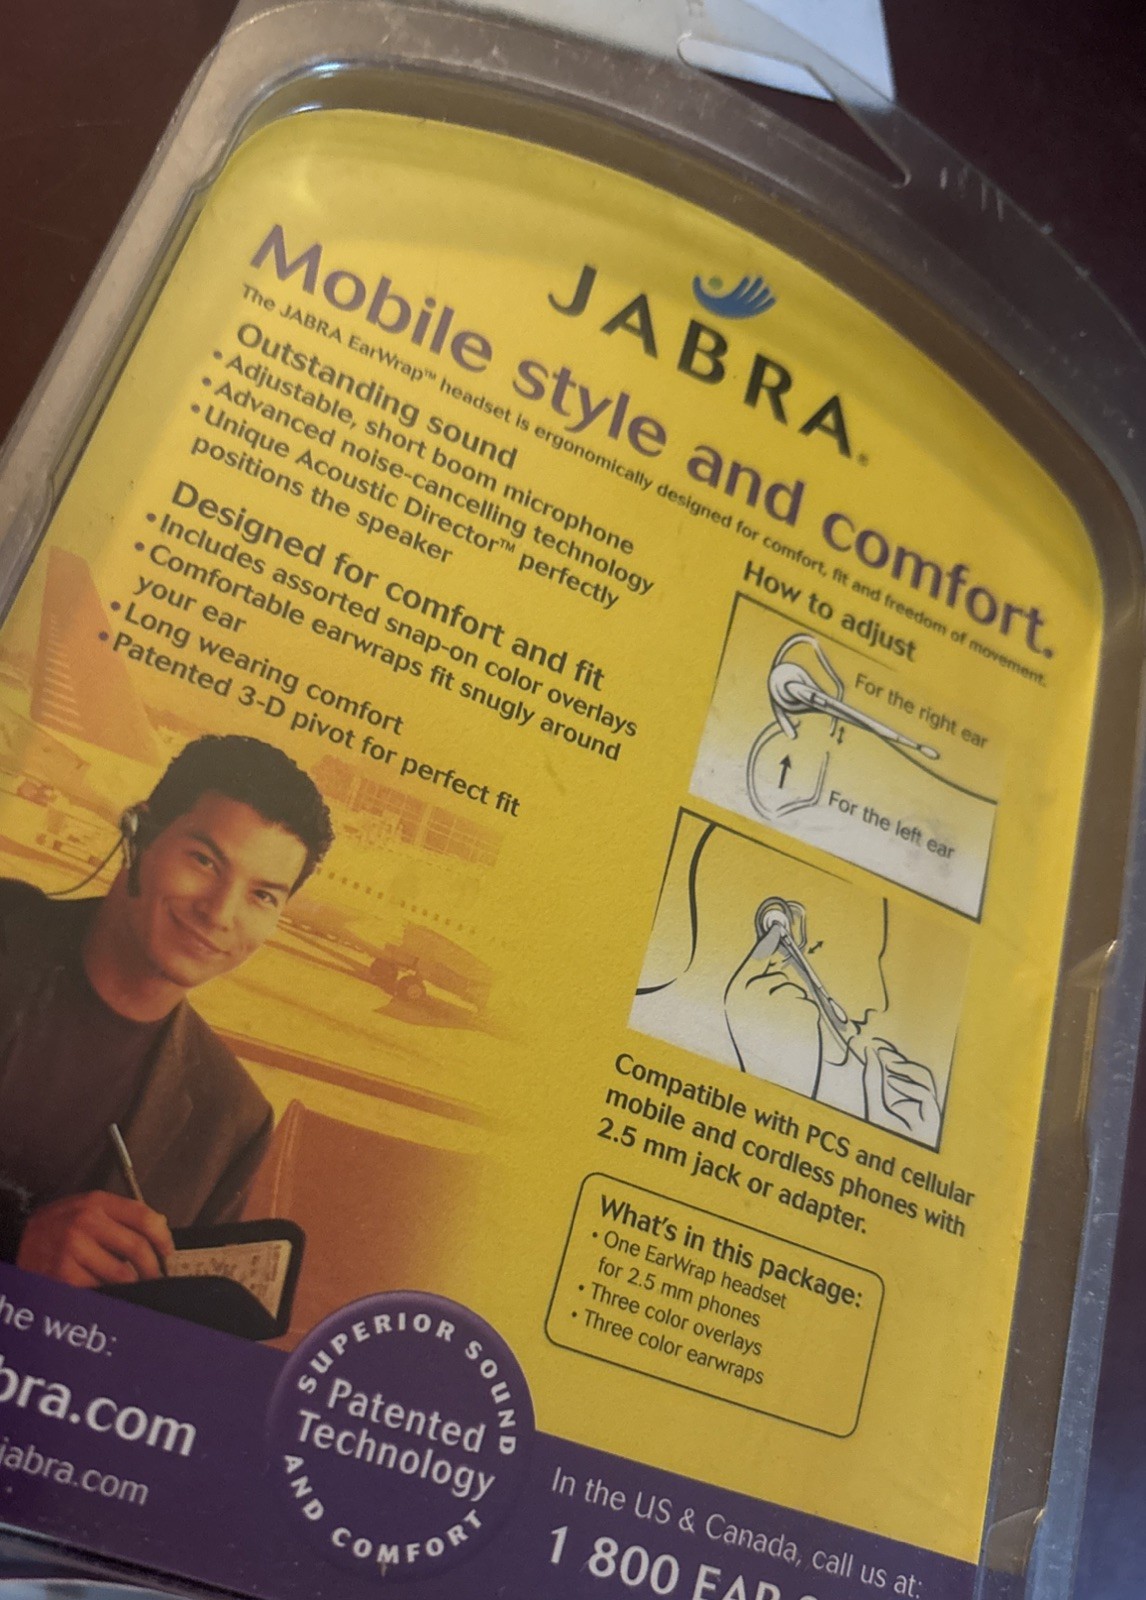 JABRA®
Mobile style and comfort.
The JABRA EarWrap™ headset is ergonomically designed for comfort, fit and freedom of movement.
Outstanding sound
• Adjustable, short boom microphone
• Advanced noise-cancelling technology
• Unique Acoustic Director™ perfectly
positions the speaker
Designed for comfort and fit
• Includes assorted snap-on color overlays
• Comfortable earwraps fit snugly around
your ear
• Long wearing comfort
• Patented 3-D pivot for perfect fit
How to adjust
For the right ear
For the left ear
Compatible with PCS and cellular
mobile and cordless phones with
2.5 mm jack or adapter.
What's in this package:
• One EarWrap headset
for 2.5 mm phones
• Three color overlays
• Three color earwraps
he web:
bra.com
jabra.com
SUPERIOR SOUND
Patented
Technology
AND COMFORT
In the US & Canada, call us at:
1 800 EAR